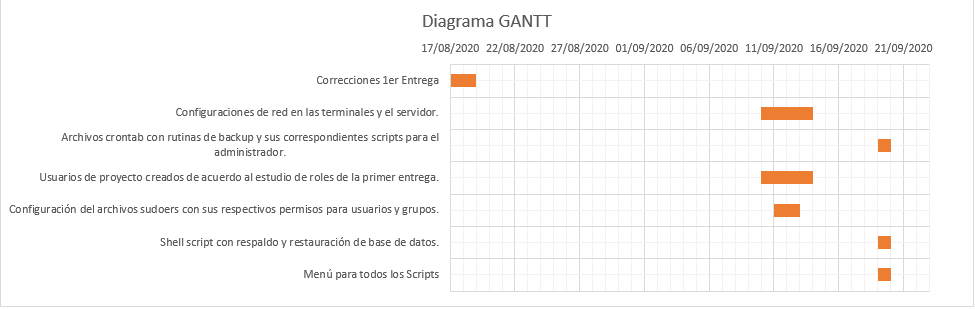 Diagrama GANTT
17/08/2020 22/08/2020 27/08/2020 01/09/2020 06/09/2020 11/09/2020 16/09/2020 21/09/2020
Correcciones 1er Entrega
Configuraciones de red en las terminales y el servidor.
Archivos crontab con rutinas de backup y sus correspondientes scripts para el
administrador.
Usuarios de proyecto creados de acuerdo al estudio de roles de la primer entrega.
Configuración del archivos sudoers con sus respectivos permisos para usuarios y grupos.
Shell script con respaldo y restauración de base de datos.
Menú para todos los Scripts